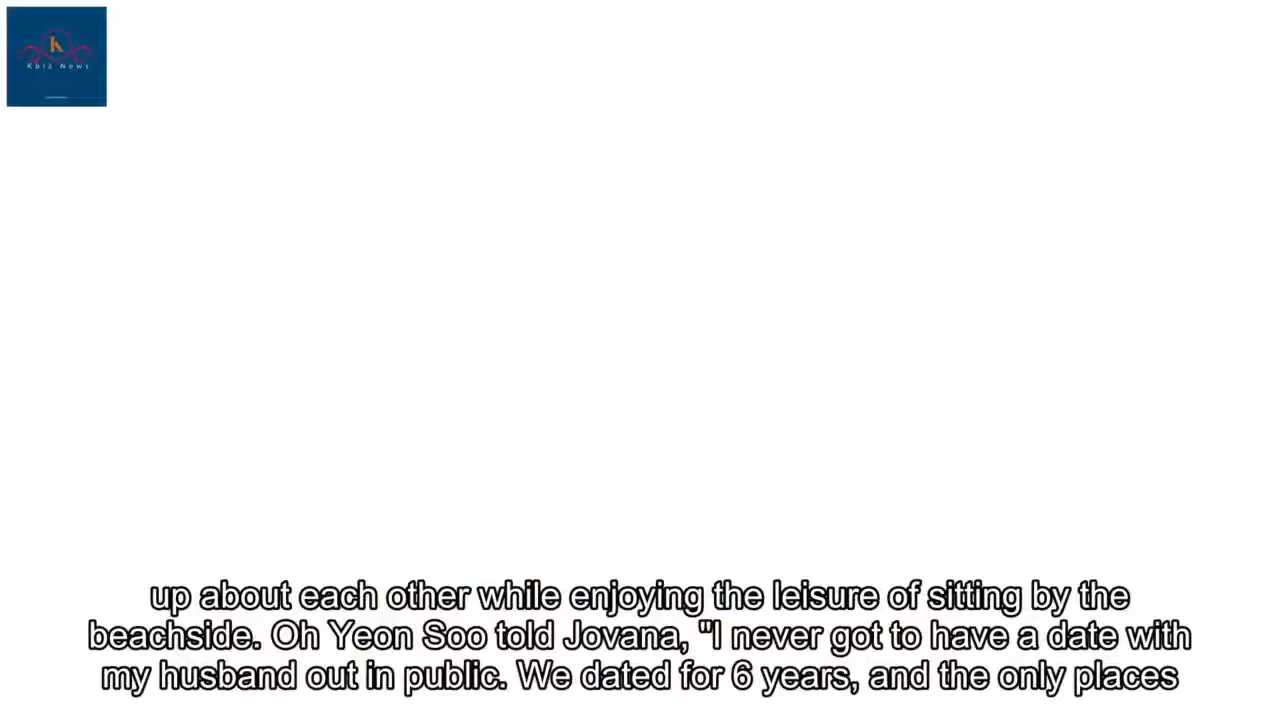 k
Kbiz News
up about each other while enjoying the leisure of sitting by the
beachside. Oh Yeon Soo told Jovana, "I never got to have a date with
my husband out in public. We dated for 6 years, and the only places